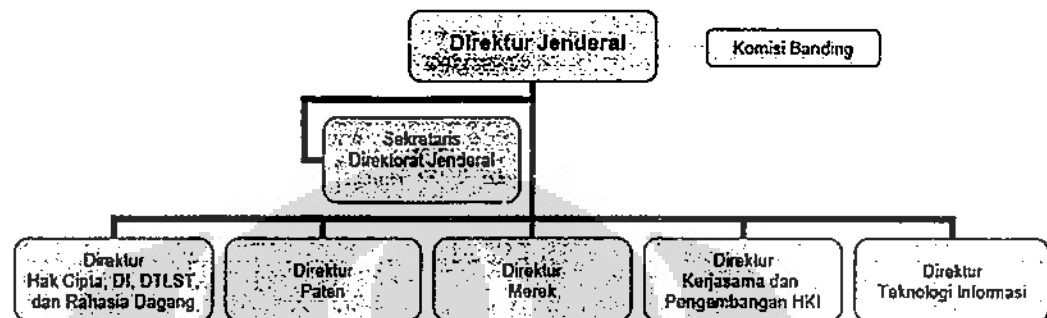 Direktur Jenderal
Komisi Banding
Sekretaris
Direktorat Jenderal
Direktur
Hak Cipta, DI, DTLST,
dan Rahasia Dagang
Direktur
Paten
Direktur
Merek
Direktur
Kerjasama dan
Pengembangan HKI
Direktur
Teknologi Informasi